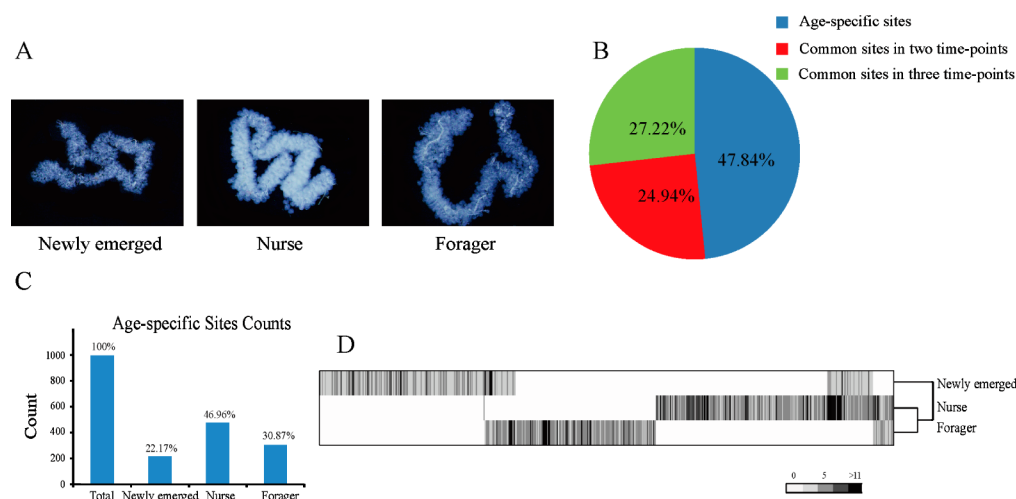 A
Newly emerged
Nurse
Forager
B
Age-specific sites
Common sites in two time-points
Common sites in three time-points
27.22%
47.84%
24.94%
C
Age-specific Sites Counts
Count
1000
800
600
400
200
0
100%
22.17%
46.96%
30.87%
Total
Newly emerged
Nurse
Forager
D
Newly emerged
Nurse
Forager
0
5
>11